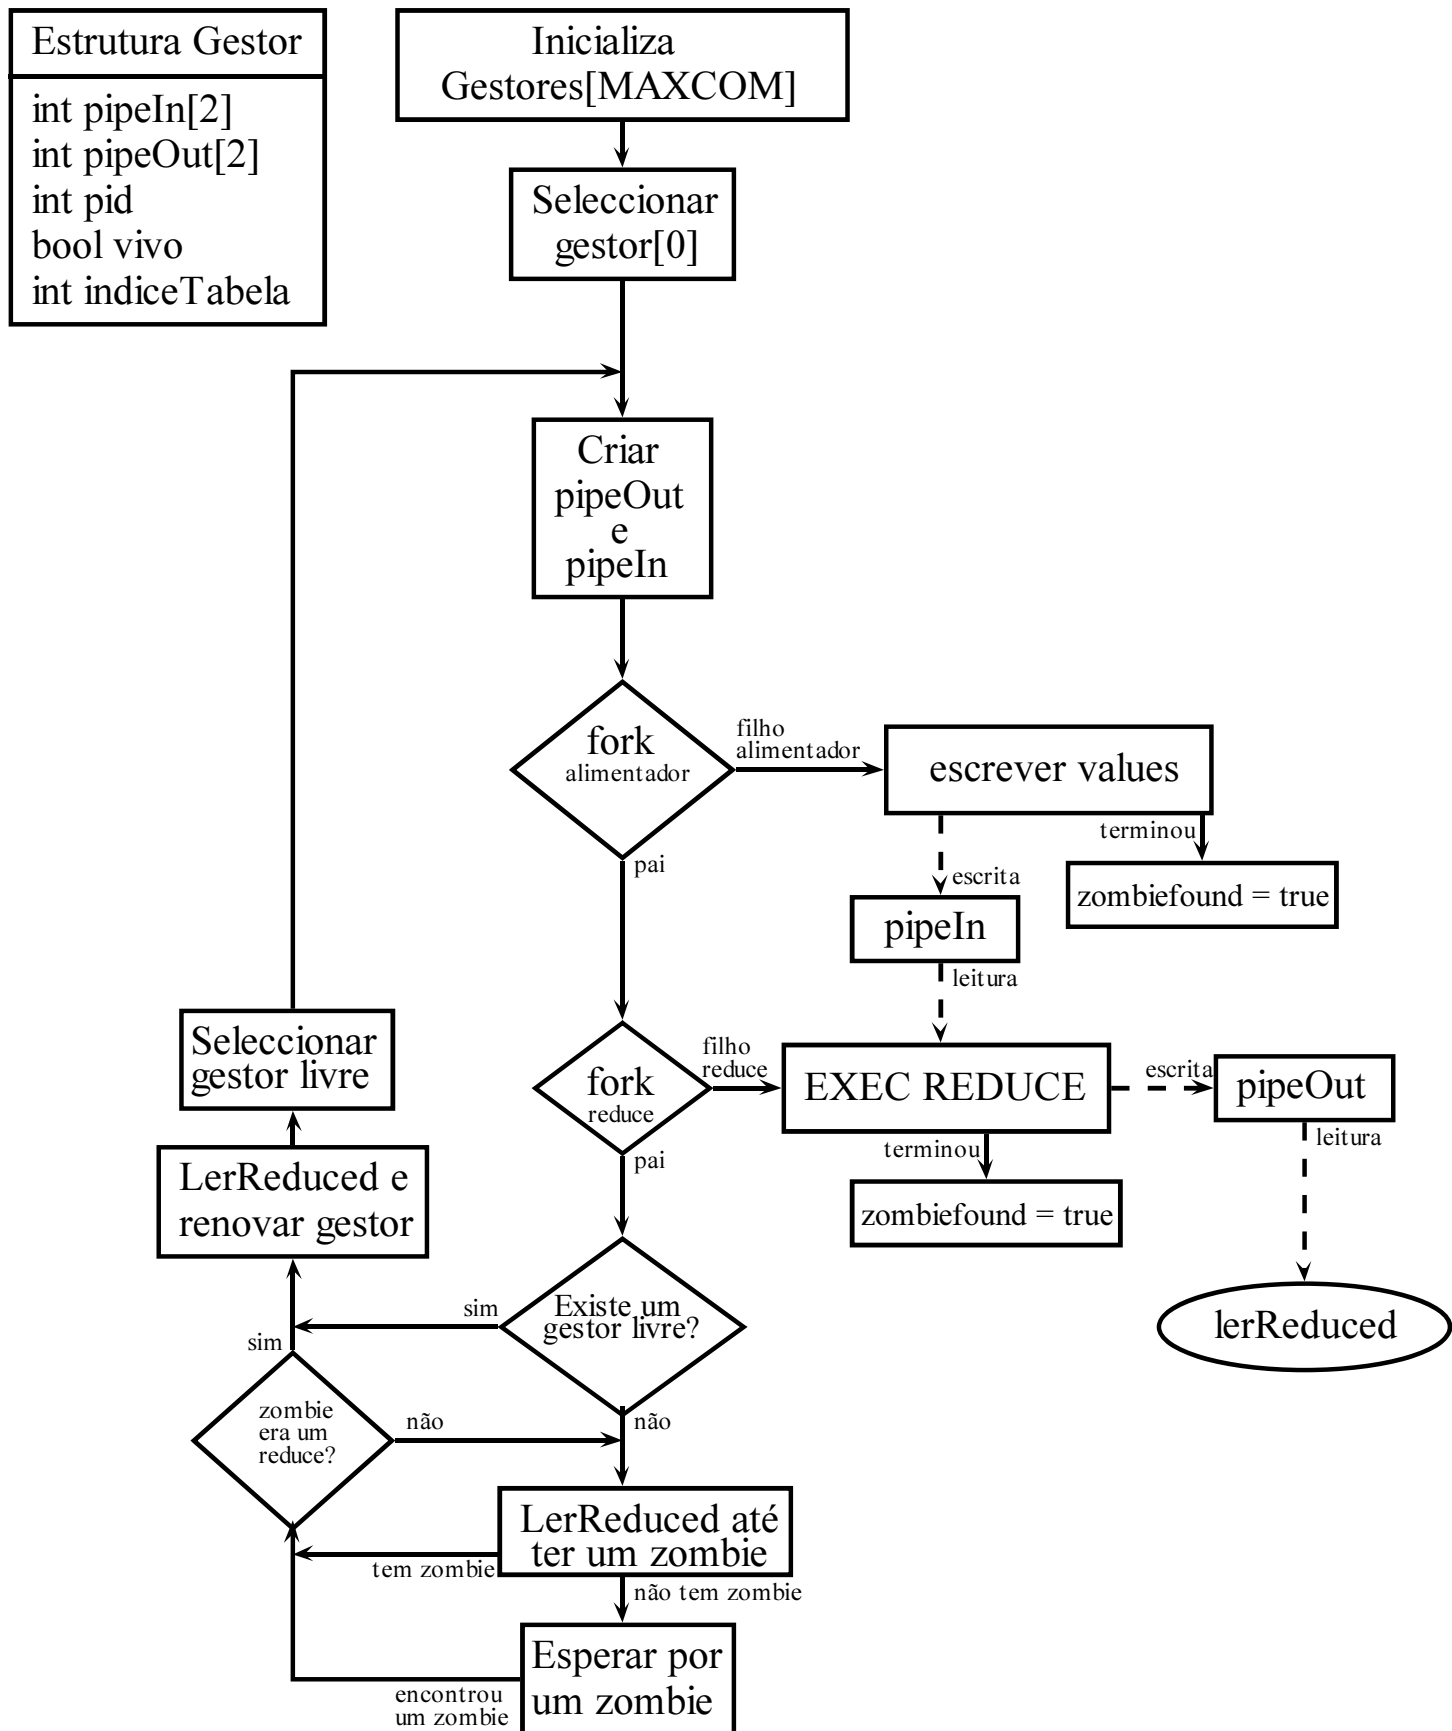 Estrutura Gestor
int pipeIn[2]
int pipeOut[2]
int pid
bool vivo
int indiceTabela
Inicializa
Gestores[MAXCOM]
Seleccionar
gestor[0]
Criar
pipeOut
e
pipeIn
fork
alimentador
filho
alimentador
escrever values
terminou
zombiefound = true
escrita
pipeIn
leitura
pai
fork
reduce
filho
reduce
EXEC REDUCE
escrita
pipeOut
leitura
lerReduced
terminou
zombiefound = true
pai
Seleccionar
gestor livre
LerReduced e
renovar gestor
Existe um
gestor livre?
sim
sim
zombie
era um
reduce?
não
não
LerReduced até
ter um zombie
tem zombie
não tem zombie
Esperar por
um zombie
encontrou
um zombie